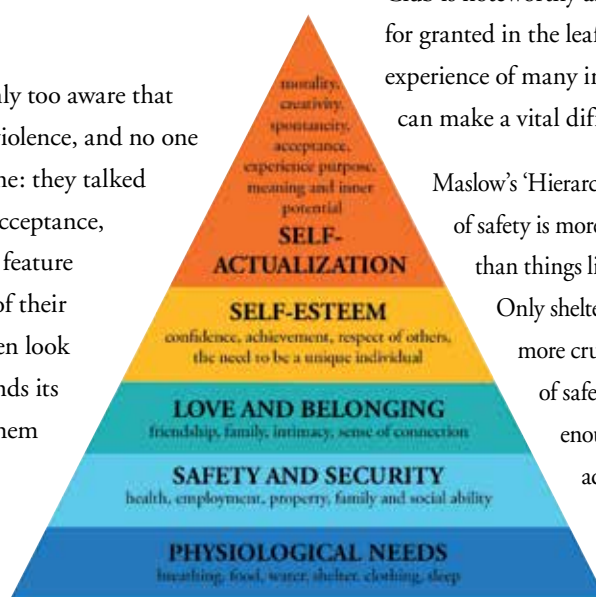 nly too aware that
iolence, and no one
ne: they talked
cceptance,
feature
of their
en look
nds its
hem
for granted in the leaf
experience of many in
can make a vital diff
Maslow's 'Hierarc
of safety is more
than things li
Only shelte
more cru
of safe
enou
ac
morality,
creativity,
spontaneity,
acceptance,
experience purpose,
meaning and inner
potential
SELF-
ACTUALIZATION
SELF-ESTEEM
confidence, achievement, respect of others,
the need to be a unique individual
LOVE AND BELONGING
friendship, family, intimacy, sense of connection
SAFETY AND SECURITY
health, employment, property, family and social ability
PHYSIOLOGICAL NEEDS
breathing, food, water, shelter, clothing, sleep